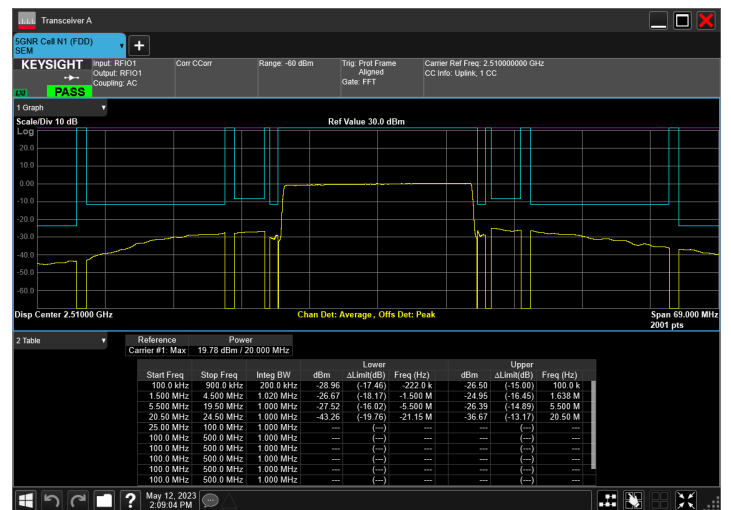 Transceiver A
5GNR Cell N1 (FDD)
SEM
KEYSIGHT
LXI
PASS
Input: RFIO1
Output: RFIO1
Coupling: AC
Corr CCorr
Range: -60 dBm
Trig: Prot Frame
Aligned
Gate: FFT
Carrier Ref Freq: 2.510000000 GHz
CC Info: Uplink, 1 CC
1 Graph
Scale/Div 10 dB
Ref Value 30.0 dBm
Log
20.0
10.0
0.00
-10.0
-20.0
-30.0
-40.0
-50.0
-60.0
Disp Center 2.51000 GHz
Chan Det: Average , Offs Det: Peak
Span 69.000 MHz
2001 pts
2 Table
Reference Power
Carrier #1: Max 19.78 dBm / 20.000 MHz
Lower Upper
Start Freq Stop Freq Integ BW dBm ΔLimit(dB) Freq (Hz) dBm ΔLimit(dB) Freq (Hz)
100.0 kHz 900.0 kHz 200.0 kHz -28.96 (-17.46) -222.0 k -26.50 (-15.00) 100.0 k
1.500 MHz 4.500 MHz 1.020 MHz -26.67 (-18.17) -1.500 M -24.95 (-16.45) 1.638 M
5.500 MHz 19.50 MHz 1.000 MHz -27.52 (-16.02) -5.500 M -26.39 (-14.89) 5.500 M
20.50 MHz 24.50 MHz 1.000 MHz -43.26 (-19.76) -21.15 M -36.67 (-13.17) 20.50 M
25.00 MHz 100.0 MHz 1.000 MHz --- (---) --- --- (---) ---
100.0 MHz 500.0 MHz 1.000 MHz --- (---) --- --- (---) ---
100.0 MHz 500.0 MHz 1.000 MHz --- (---) --- --- (---) ---
100.0 MHz 500.0 MHz 1.000 MHz --- (---) --- --- (---) ---
100.0 MHz 500.0 MHz 1.000 MHz --- (---) --- --- (---) ---
100.0 MHz 500.0 MHz 1.000 MHz --- (---) --- --- (---) ---
May 12, 2023
2:09:04 PM